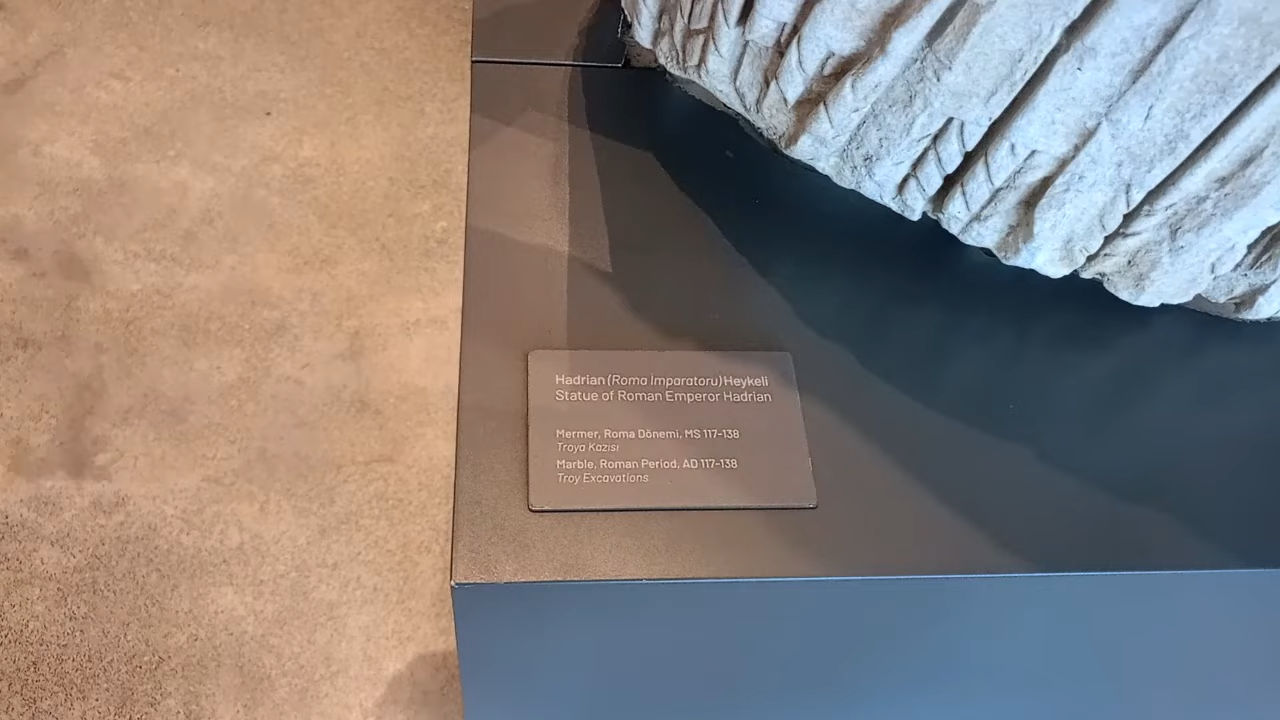 Hadrian (Roma İmparatoru) Heykeli
Statue of Roman Emperor Hadrian
Mermer, Roma Dönemi, MS 117-138
Troya Kazısı
Marble, Roman Period, AD 117-138
Troy Excavations